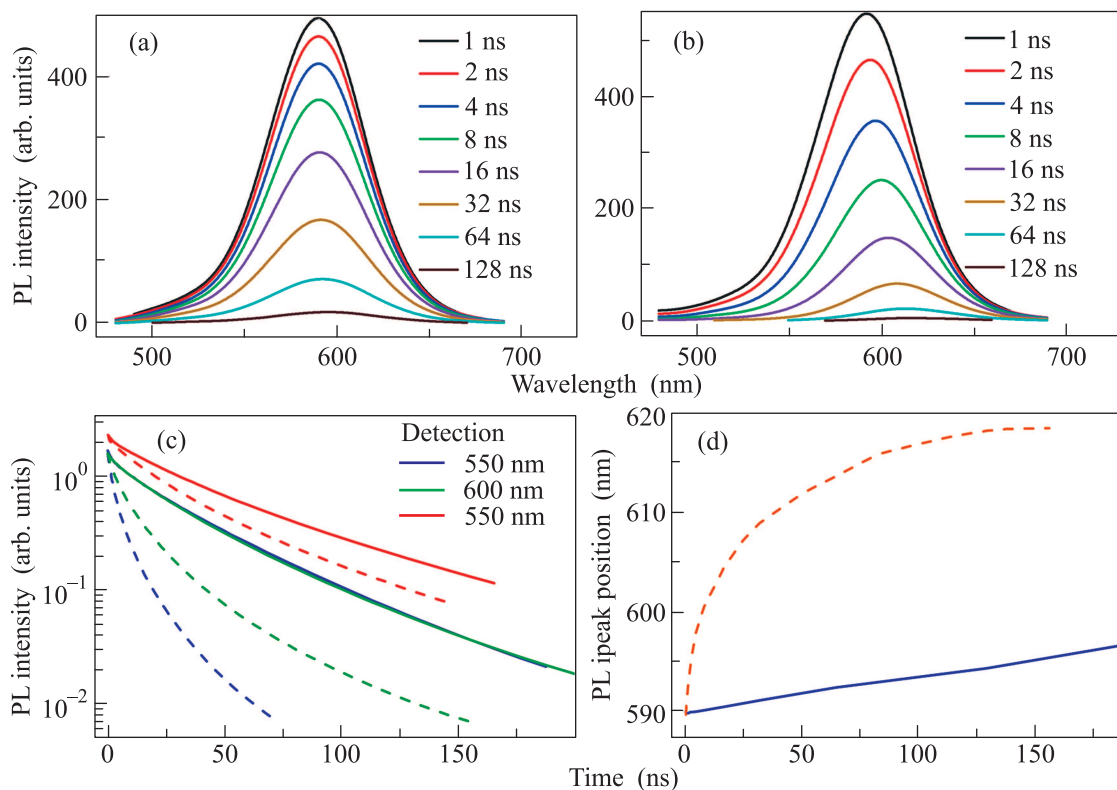 (a)
1 ns
2 ns
4 ns
8 ns
16 ns
32 ns
64 ns
128 ns
400
200
0
500
600
700
PL intensity (arb. units)
(b)
1 ns
2 ns
4 ns
8 ns
16 ns
32 ns
64 ns
128 ns
400
200
0
500
600
700
Wavelength (nm)
(c)
Detection
550 nm
600 nm
550 nm
10^0
10^-1
10^-2
0
50
100
150
PL intensity (arb. units)
(d)
620
610
600
590
0
50
100
150
PL ipeak position (nm)
Time (ns)